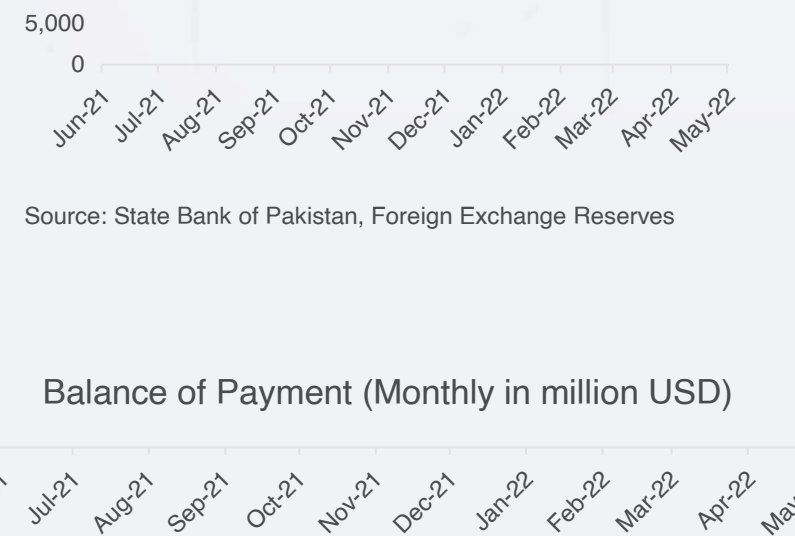 5,000
0
Jun-21 Jul-21 Aug-21 Sep-21 Oct-21 Nov-21 Dec-21 Jan-22 Feb-22 Mar-22 Apr-22 May-22
Source: State Bank of Pakistan, Foreign Exchange Reserves
Balance of Payment (Monthly in million USD)
Jul-21 Aug-21 Sep-21 Oct-21 Nov-21 Dec-21 Jan-22 Feb-22 Mar-22 Apr-22 May